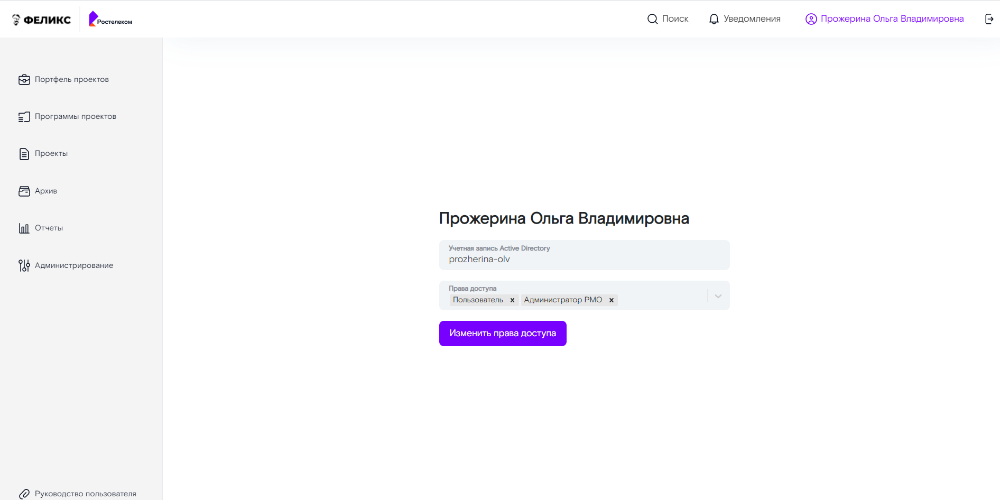 ФЕЛИКС
Ростелеком
Поиск
Уведомления
Прожерина Ольга Владимировна
Портфель проектов
Программы проектов
Проекты
Архив
Отчеты
Администрирование
Прожерина Ольга Владимировна
Учетная запись Active Directory
prozherina-olv
Права доступа
Пользователь x Администратор РМО x
Изменить права доступа
Руководство пользователя